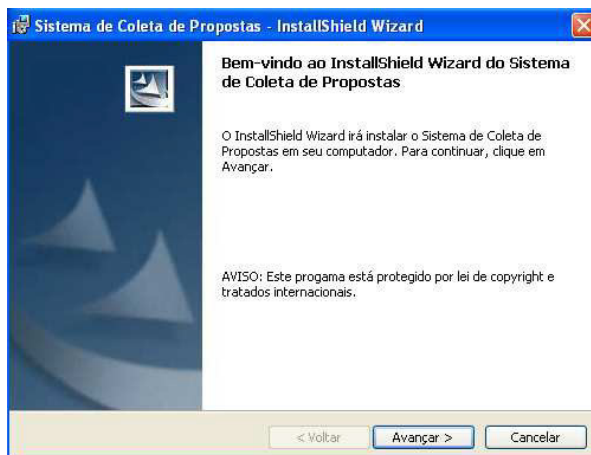 Sistema de Coleta de Propostas - InstallShield Wizard
Bem-vindo ao InstallShield Wizard do Sistema
de Coleta de Propostas
O InstallShield Wizard irá instalar o Sistema de Coleta de
Propostas em seu computador. Para continuar, clique em
Avançar.
AVISO: Este progama está protegido por lei de copyright e
tratados internacionais.
< Voltar
Avançar >
Cancelar